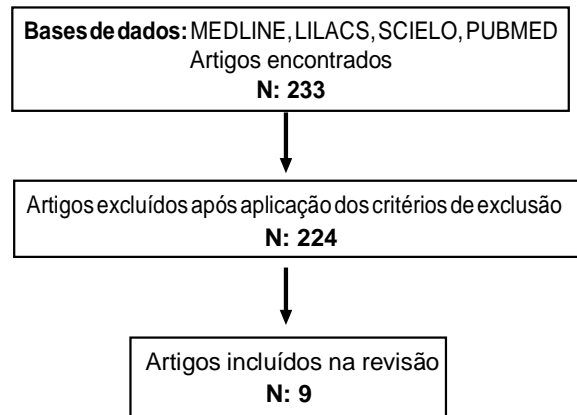 Bases de dados: MEDLINE, LILACS, SCIELO, PUBMED
Artigos encontrados
N: 233
Artigos excluídos após aplicação dos critérios de exclusão
N: 224
Artigos incluídos na revisão
N: 9